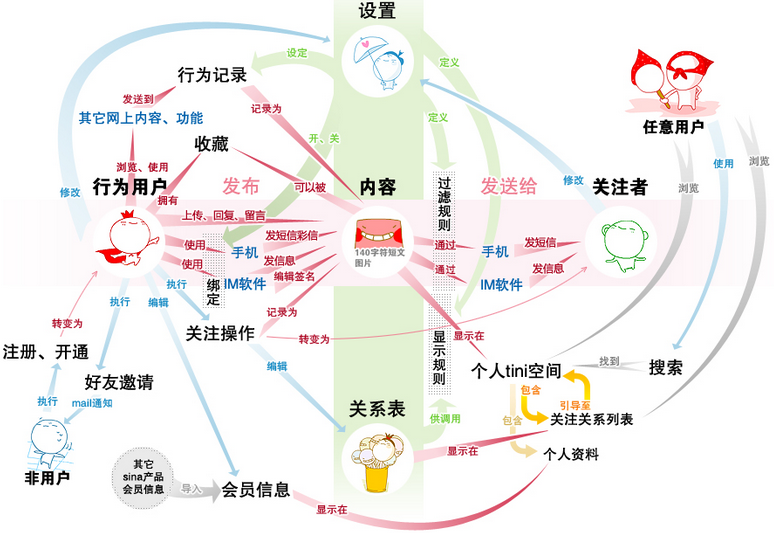 设置
设定
定义
行为记录
任意用户
发送到
记录为
其它网上内容、功能
定义
收藏
开、关
浏览、使用
使用
浏览
浏览
修改
行为用户
拥有
发布
可以被
内容
过滤规则
发送给
修改
关注者
上传、回复、留言
140字符短文
图片
使用
手机
发短信彩信
通过
手机
发短信
使用
IM软件
发信息
通过
IM软件
发信息
绑定
编辑签名
执行
编辑
执行
记录为
转变为
关注操作
转变为
显示规则
显示在
注册、开通
编辑
个人tini空间
找到
搜索
好友邀请
执行
mail通知
包含
引导至
关系表
供调用
包含
关注关系列表
非用户
其它
sina产品
会员信息
导入
会员信息
显示在
个人资料
显示在